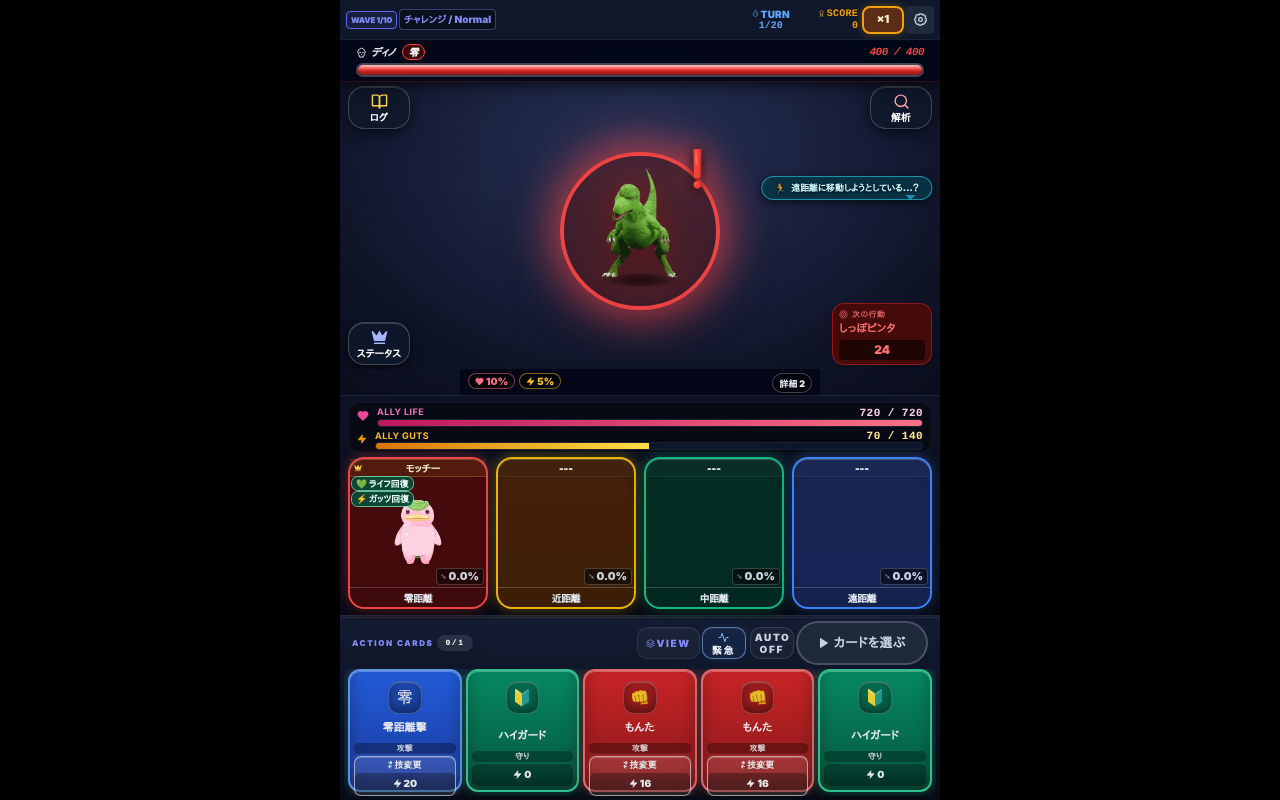 WAVE 1/10
チャレンジ / Normal
TURN
1/20
SCORE
0
×1
ディノ
零
400 / 400
ログ
解析
!
遠距離に移動しようとしている...?
ステータス
次の行動
しっぽビンタ
24
10%
5%
詳細 2
ALLY LIFE
720 / 720
ALLY GUTS
70 / 140
モッチー
ライフ回復
ガッツ回復
0.0%
零距離
---
0.0%
近距離
---
0.0%
中距離
---
0.0%
遠距離
ACTION CARDS
0/1
VIEW
緊急
AUTO
OFF
カードを選ぶ
零
零距離撃
攻撃
技変更
20
ハイガード
守り
0
もんた
攻撃
技変更
16
もんた
攻撃
技変更
16
ハイガード
守り
0